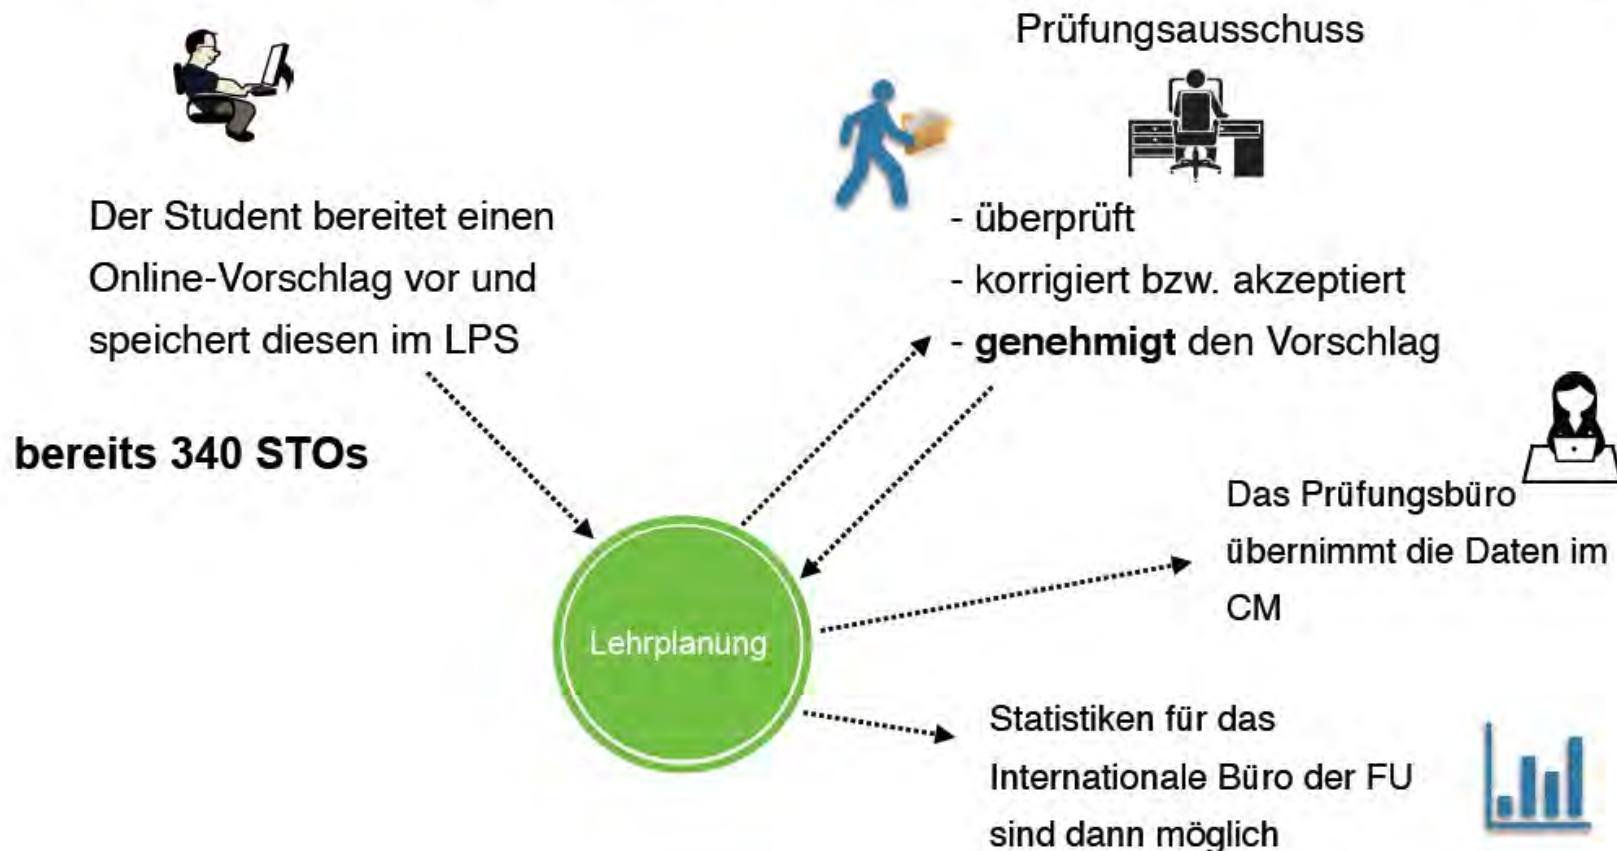 Prüfungsausschuss
Der Student bereitet einen
Online-Vorschlag vor und
speichert diesen im LPS
- überprüft
- korrigiert bzw. akzeptiert
- genehmigt den Vorschlag
bereits 340 STOs
Das Prüfungsbüro
übernimmt die Daten im
CM
Lehrplanung
Statistiken für das
Internationale Büro der FU
sind dann möglich